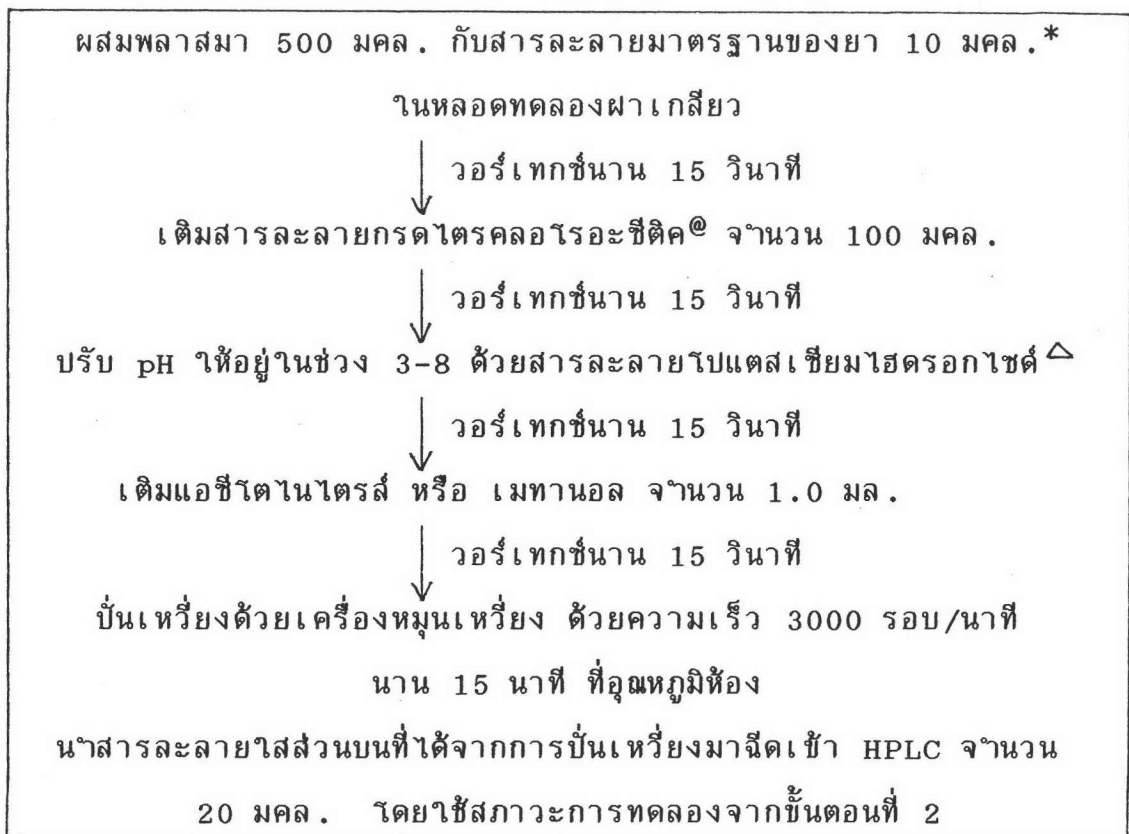 ผสมพลาสมา 500 มคล. กับสารละลายมาตรฐานของยา 10 มคล.*
ในหลอดทดลองฝาเกลียว
วอร์เทกซ์นาน 15 วินาที
เติมสารละลายกรดไตรคลอโรอะซีติค@ จำนวน 100 มคล.
วอร์เทกซ์นาน 15 วินาที
ปรับ pH ให้อยู่ในช่วง 3-8 ด้วยสารละลายโปแตสเซียมไฮดรอกไซด์△
วอร์เทกซ์นาน 15 วินาที
เติมแอซีโตไนไตรล์ หรือ เมทานอล จำนวน 1.0 มล.
วอร์เทกซ์นาน 15 วินาที
ปั่นเหวี่ยงด้วยเครื่องหมุนเหวี่ยง ด้วยความเร็ว 3000 รอบ/นาที
นาน 15 นาที ที่อุณหภูมิห้อง
นำสารละลายใสส่วนบนที่ได้จากการปั่นเหวี่ยงมาฉีดเข้า HPLC จำนวน
20 มคล. โดยใช้สภาวะการทดลองจากขั้นตอนที่ 2